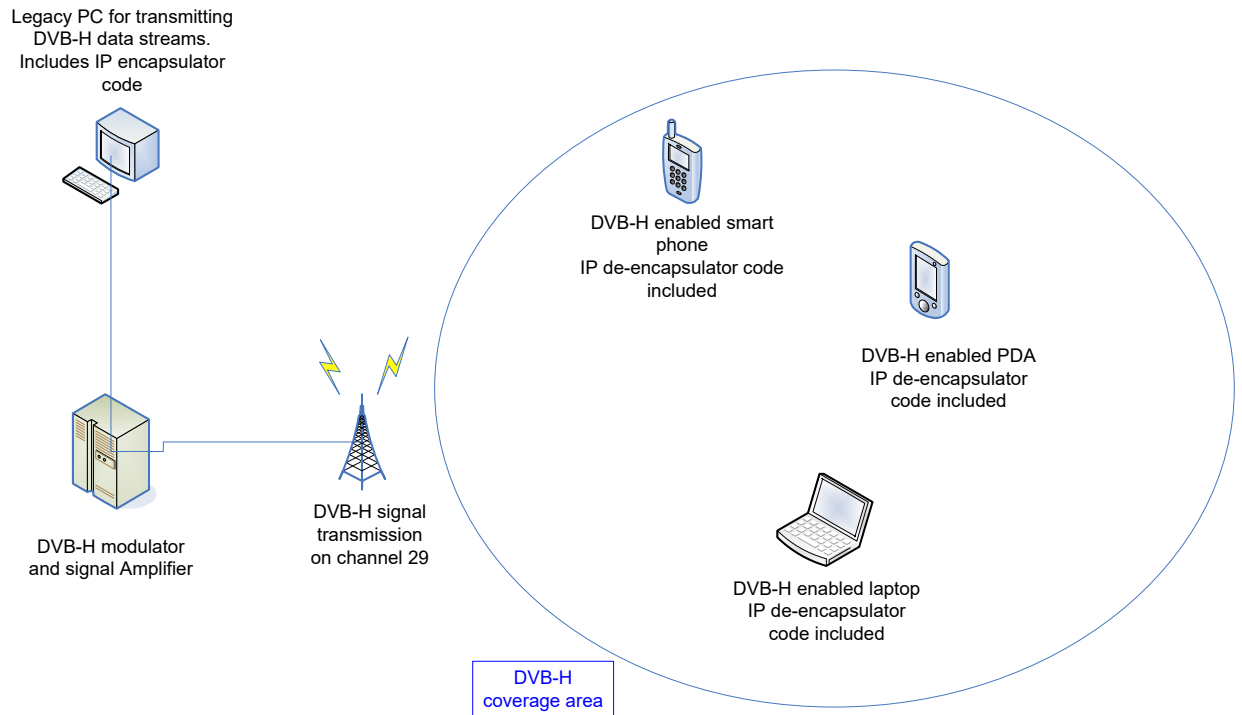 Legacy PC for transmitting
DVB-H data streams.
Includes IP encapsulator
code
DVB-H enabled smart
phone
IP de-encapsulator code
included
DVB-H enabled PDA
IP de-encapsulator
code included
DVB-H modulator
and signal Amplifier
DVB-H signal
transmission
on channel 29
DVB-H enabled laptop
IP de-encapsulator
code included
DVB-H
coverage area